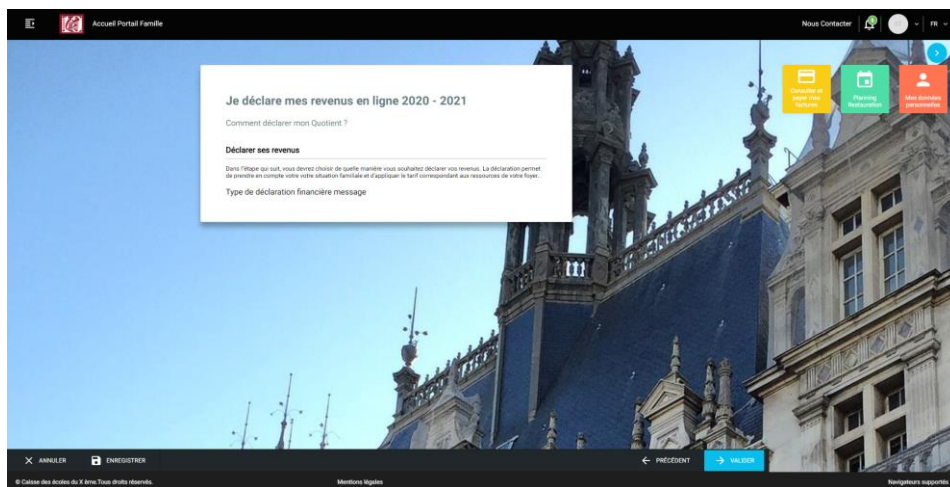 Accueil Portail Famille
Nous Contacter
FR
Consulter et
payer mes
factures
Planning
Restauration
Mes données
personnelles
Je déclare mes revenus en ligne 2020 - 2021
Comment déclarer mon Quotient ?
Déclarer ses revenus
Dans l'étape qui suit, vous devrez choisir de quelle manière vous souhaitez déclarer vos revenus. La déclaration permet
de prendre en compte votre votre situation familiale et d'appliquer le tarif correspondant aux ressources de votre foyer.
Type de déclaration financière message
ANNULER
ENREGISTRER
PRÉCÉDENT
VALIDER
© Caisse des écoles du X ème.Tous droits réservés.
Mentions légales
Navigateurs supportés